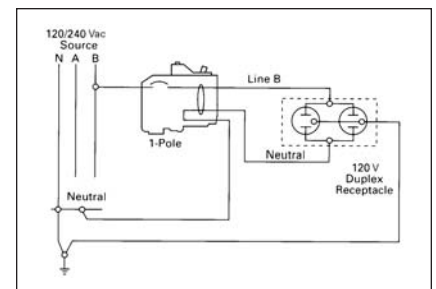 120/240 Vac
Source
N A B
Line B
1-Pole
Neutral
120 V
Duplex
Receptacle
Neutral